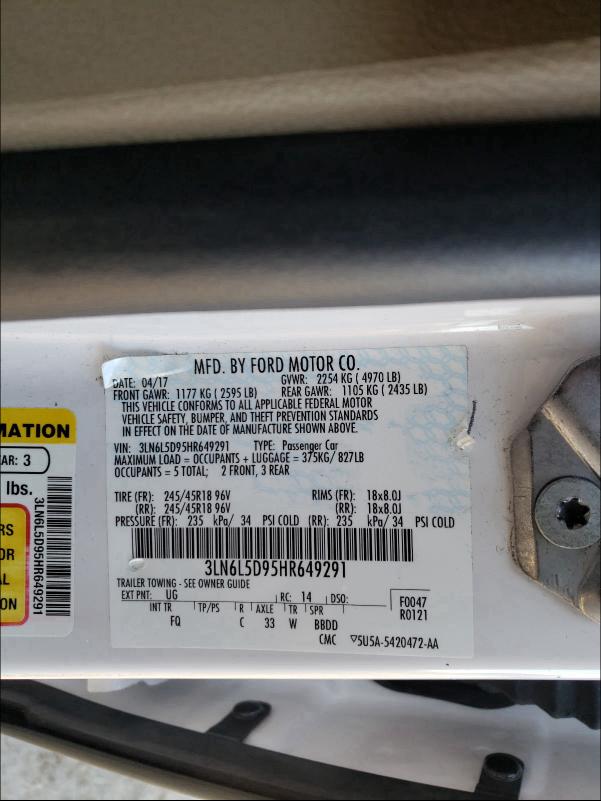 MFD. BY FORD MOTOR CO.
DATE: 04/17 GVWR: 2254 KG ( 4970 LB)
FRONT GAWR: 1177 KG ( 2595 LB) REAR GAWR: 1105 KG ( 2435 LB)
THIS VEHICLE CONFORMS TO ALL APPLICABLE FEDERAL MOTOR
VEHICLE SAFETY, BUMPER, AND THEFT PREVENTION STANDARDS
IN EFFECT ON THE DATE OF MANUFACTURE SHOWN ABOVE.
VIN: 3LN6L5D95HR649291 TYPE: Passenger Car
MAXIMUM LOAD = OCCUPANTS + LUGGAGE = 375KG/ 827LB
OCCUPANTS = 5 TOTAL; 2 FRONT, 3 REAR
TIRE (FR): 245/45R18 96V RIMS (FR): 18x8.0J
(RR): 245/45R18 96V (RR): 18x8.0J
PRESSURE (FR): 235 kPa/ 34 PSI COLD (RR): 235 kPa/ 34 PSI COLD
3LN6L5D95HR649291
TRAILER TOWING - SEE OWNER GUIDE
EXT PNT: UG RC: 14 DSO: F0047
R0121
INT TR TP/PS R AXLE TR SPR
FQ C 33 W BBDD
CMC ▽5U5A-5420472-AA
MATION
EAR: 3
lbs.
RS
OR
AL
ION
3LN6L5D95HR649291